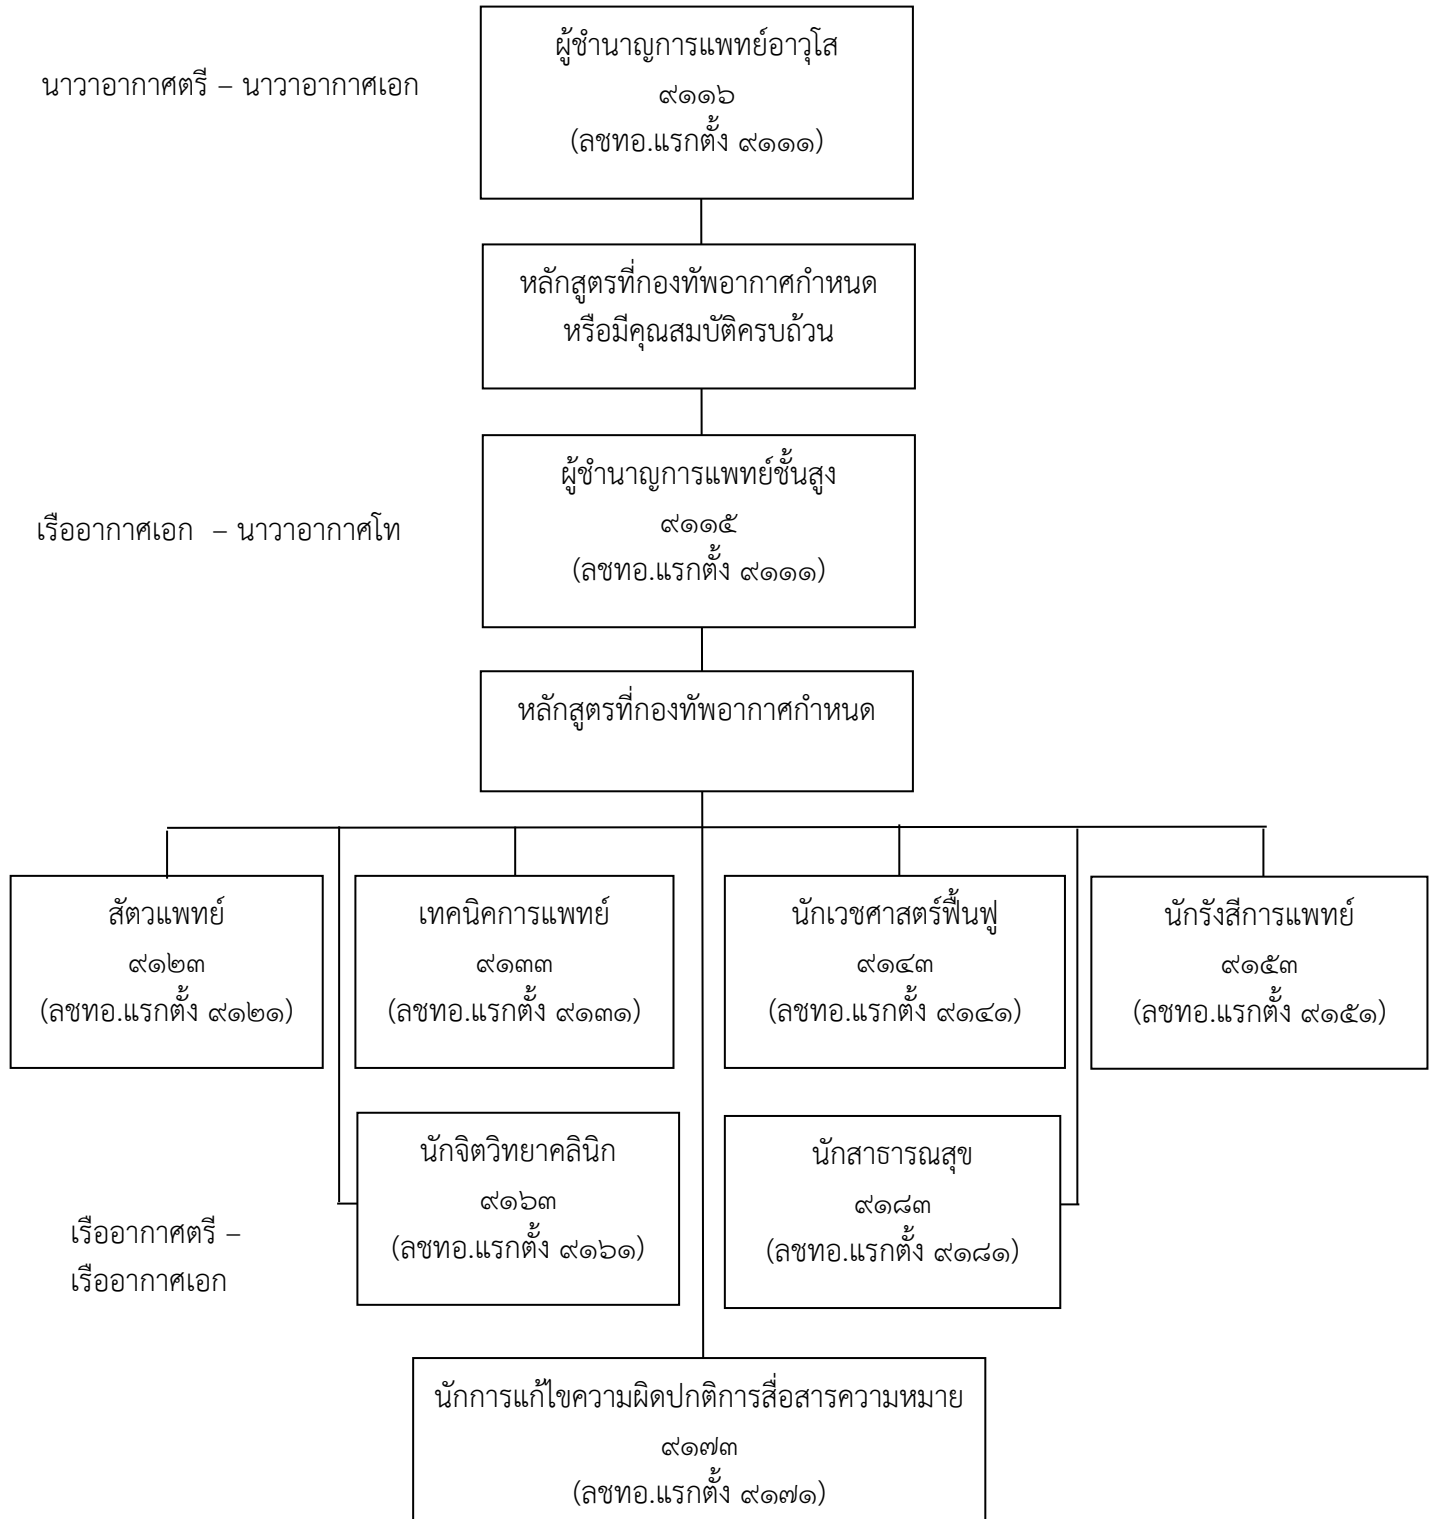 ผู้ชำนาญการแพทย์อาวุโส
๙๑๑๖
(ลชทอ.แรกตั้ง ๙๑๑๑)
นาวาอากาศตรี – นาวาอากาศเอก
หลักสูตรที่กองทัพอากาศกำหนด
หรือมีคุณสมบัติครบถ้วน
ผู้ชำนาญการแพทย์ชั้นสูง
๙๑๑๕
(ลชทอ.แรกตั้ง ๙๑๑๑)
เรืออากาศเอก – นาวาอากาศโท
หลักสูตรที่กองทัพอากาศกำหนด
สัตวแพทย์
๙๑๒๓
(ลชทอ.แรกตั้ง ๙๑๒๑)
เทคนิคการแพทย์
๙๑๓๓
(ลชทอ.แรกตั้ง ๙๑๓๑)
นักเวชศาสตร์ฟื้นฟู
๙๑๔๓
(ลชทอ.แรกตั้ง ๙๑๔๑)
นักรังสีการแพทย์
๙๑๕๓
(ลชทอ.แรกตั้ง ๙๑๕๑)
นักจิตวิทยาคลินิก
๙๑๖๓
(ลชทอ.แรกตั้ง ๙๑๖๑)
นักสาธารณสุข
๙๑๘๓
(ลชทอ.แรกตั้ง ๙๑๘๑)
เรืออากาศตรี –
เรืออากาศเอก
นักการแก้ไขความผิดปกติการสื่อสารความหมาย
๙๑๗๓
(ลชทอ.แรกตั้ง ๙๑๗๑)